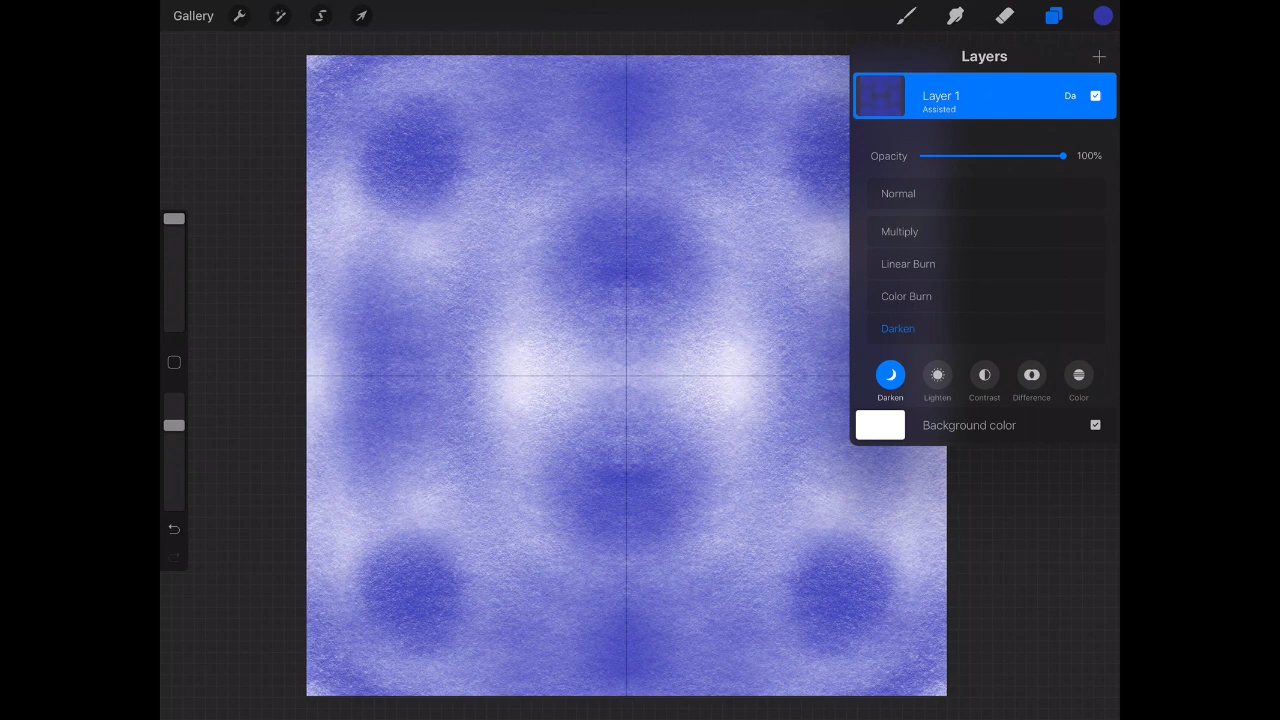 Gallery
Layers
Layer 1
Da
Assisted
Opacity
100%
Normal
Multiply
Linear Burn
Color Burn
Darken
Darken
Lighten
Contrast
Difference
Color
Background color